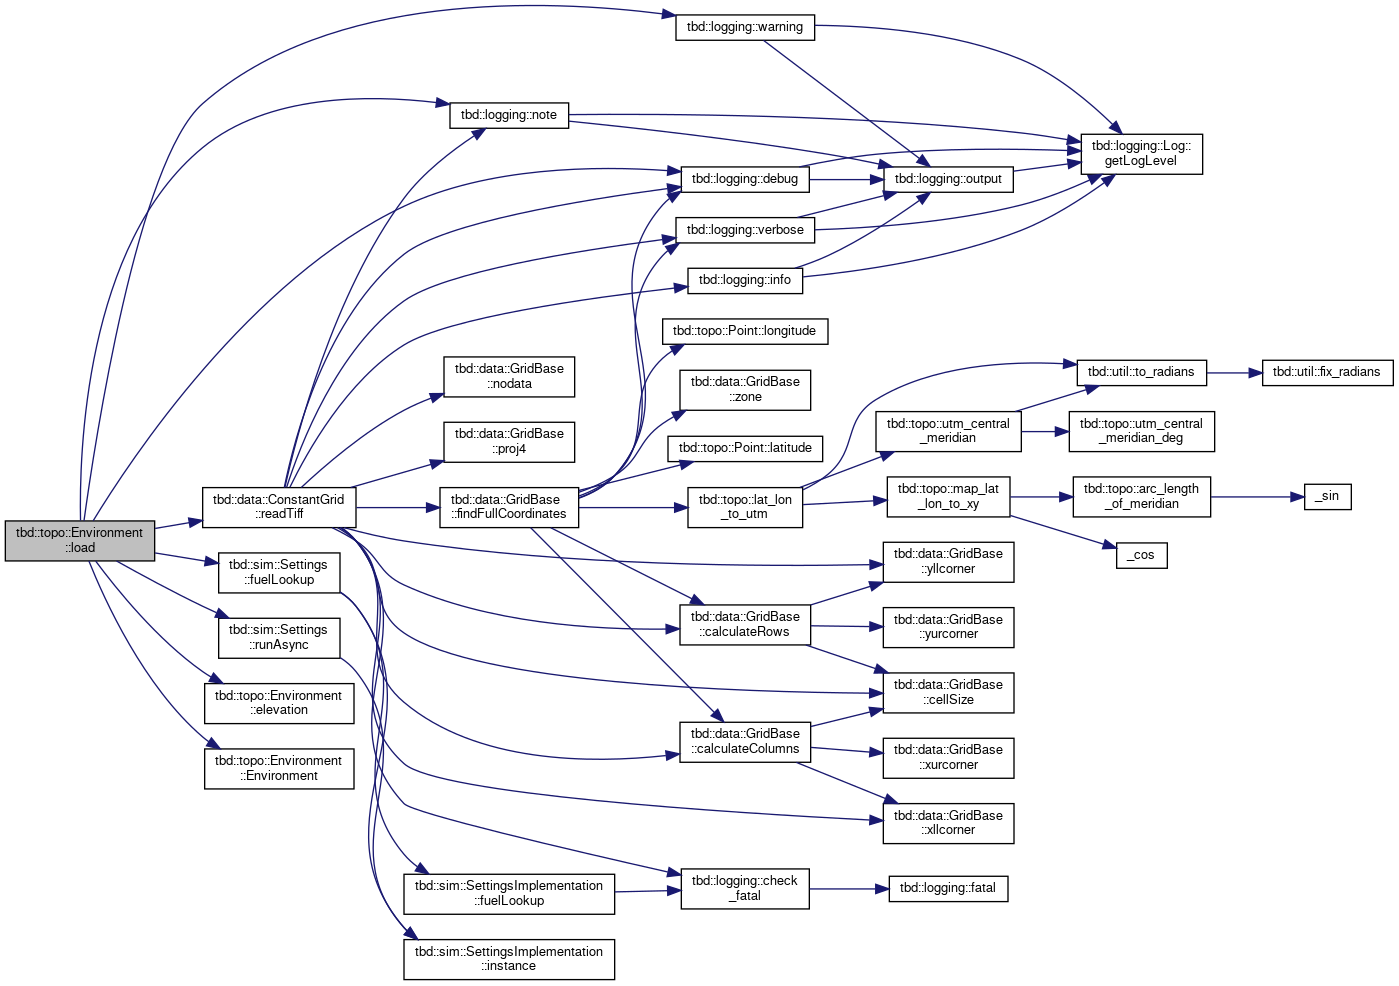 tbd::topo::Environment
::load
tbd::data::ConstantGrid
::readTiff
tbd::sim::Settings
::fuelLookup
tbd::sim::Settings
::runAsync
tbd::topo::Environment
::elevation
tbd::topo::Environment
::Environment
tbd::logging::note
tbd::data::GridBase
::nodata
tbd::data::GridBase
::proj4
tbd::data::GridBase
::findFullCoordinates
tbd::sim::SettingsImplementation
::fuelLookup
tbd::sim::SettingsImplementation
::instance
tbd::logging::warning
tbd::logging::debug
tbd::logging::verbose
tbd::logging::info
tbd::topo::Point::longitude
tbd::data::GridBase
::zone
tbd::topo::Point::latitude
tbd::topo::lat_lon
_to_utm
tbd::data::GridBase
::calculateRows
tbd::data::GridBase
::calculateColumns
tbd::logging::check
_fatal
tbd::logging::output
tbd::topo::utm_central
_meridian
tbd::topo::map_lat
_lon_to_xy
tbd::data::GridBase
::yllcorner
tbd::data::GridBase
::yurcorner
tbd::data::GridBase
::cellSize
tbd::data::GridBase
::xurcorner
tbd::data::GridBase
::xllcorner
tbd::logging::fatal
tbd::logging::Log::
getLogLevel
tbd::util::to_radians
tbd::topo::utm_central
_meridian_deg
tbd::topo::arc_length
_of_meridian
_cos
tbd::util::fix_radians
_sin